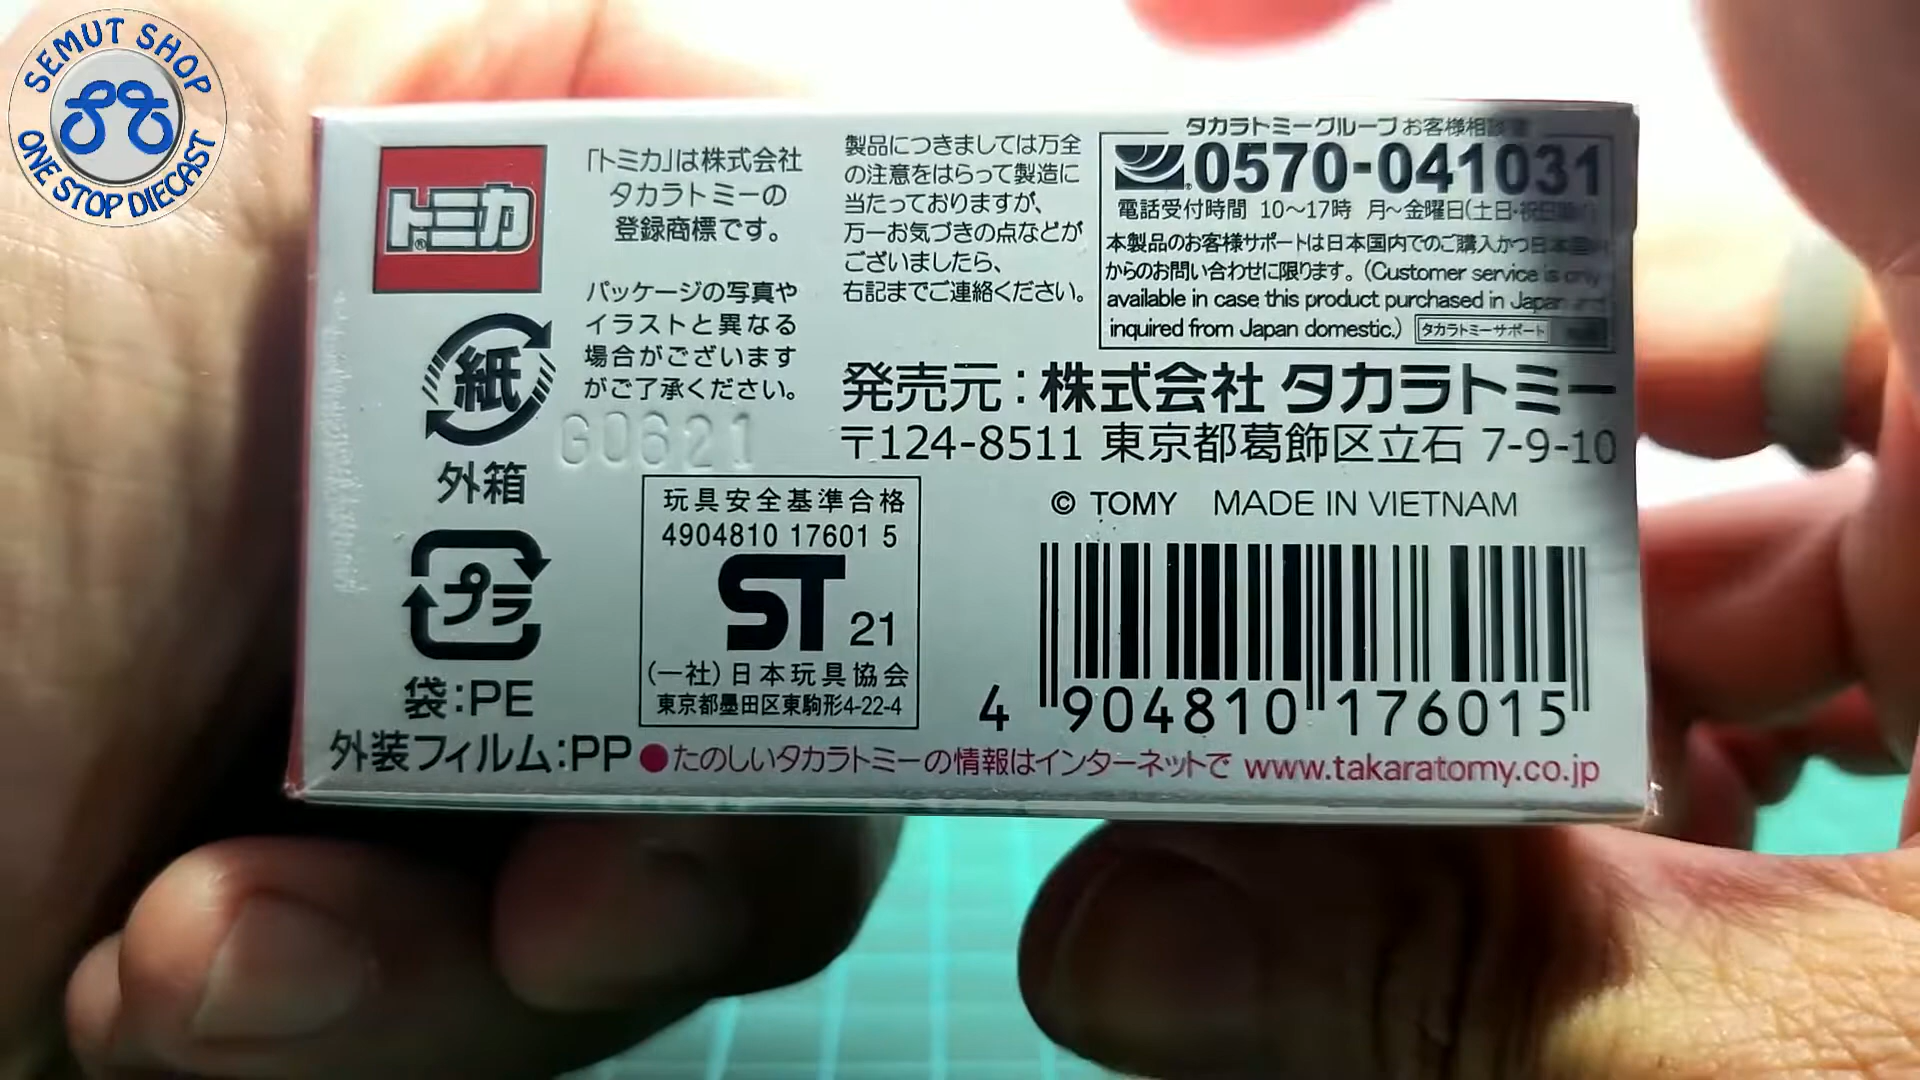 SEMUT SHOP
ONE STOP DIECAST
トミカ®
「トミカ」は株式会社
タカラトミーの
登録商標です。
パッケージの写真や
イラストと異なる
場合がございます
がご了承ください。
紙
外箱
G0621
プラ
袋:PE
外装フィルム:PP
製品につきましては万全
の注意をはらって製造に
当たっておりますが、
万一お気づきの点などが
ございましたら、
右記までご連絡ください。
タカラトミーグループ お客様相談室
0570-041031
電話受付時間 10～17時 月～金曜日(土日・祝日
本製品のお客様サポートは日本国内でのご購入かつ日本国
からのお問い合わせに限ります。(Customer service is only
available in case this product purchased in Japan and
inquired from Japan domestic.) タカラトミーサポート
発売元:株式会社 タカラトミー
〒124-8511 東京都葛飾区立石 7-9-10
© TOMY MADE IN VIETNAM
玩具安全基準合格
4904810 17601 5
ST 21
(一社)日本玩具協会
東京都墨田区東駒形4-22-4
4 904810 176015
●たのしいタカラトミーの情報はインターネットで www.takaratomy.co.jp